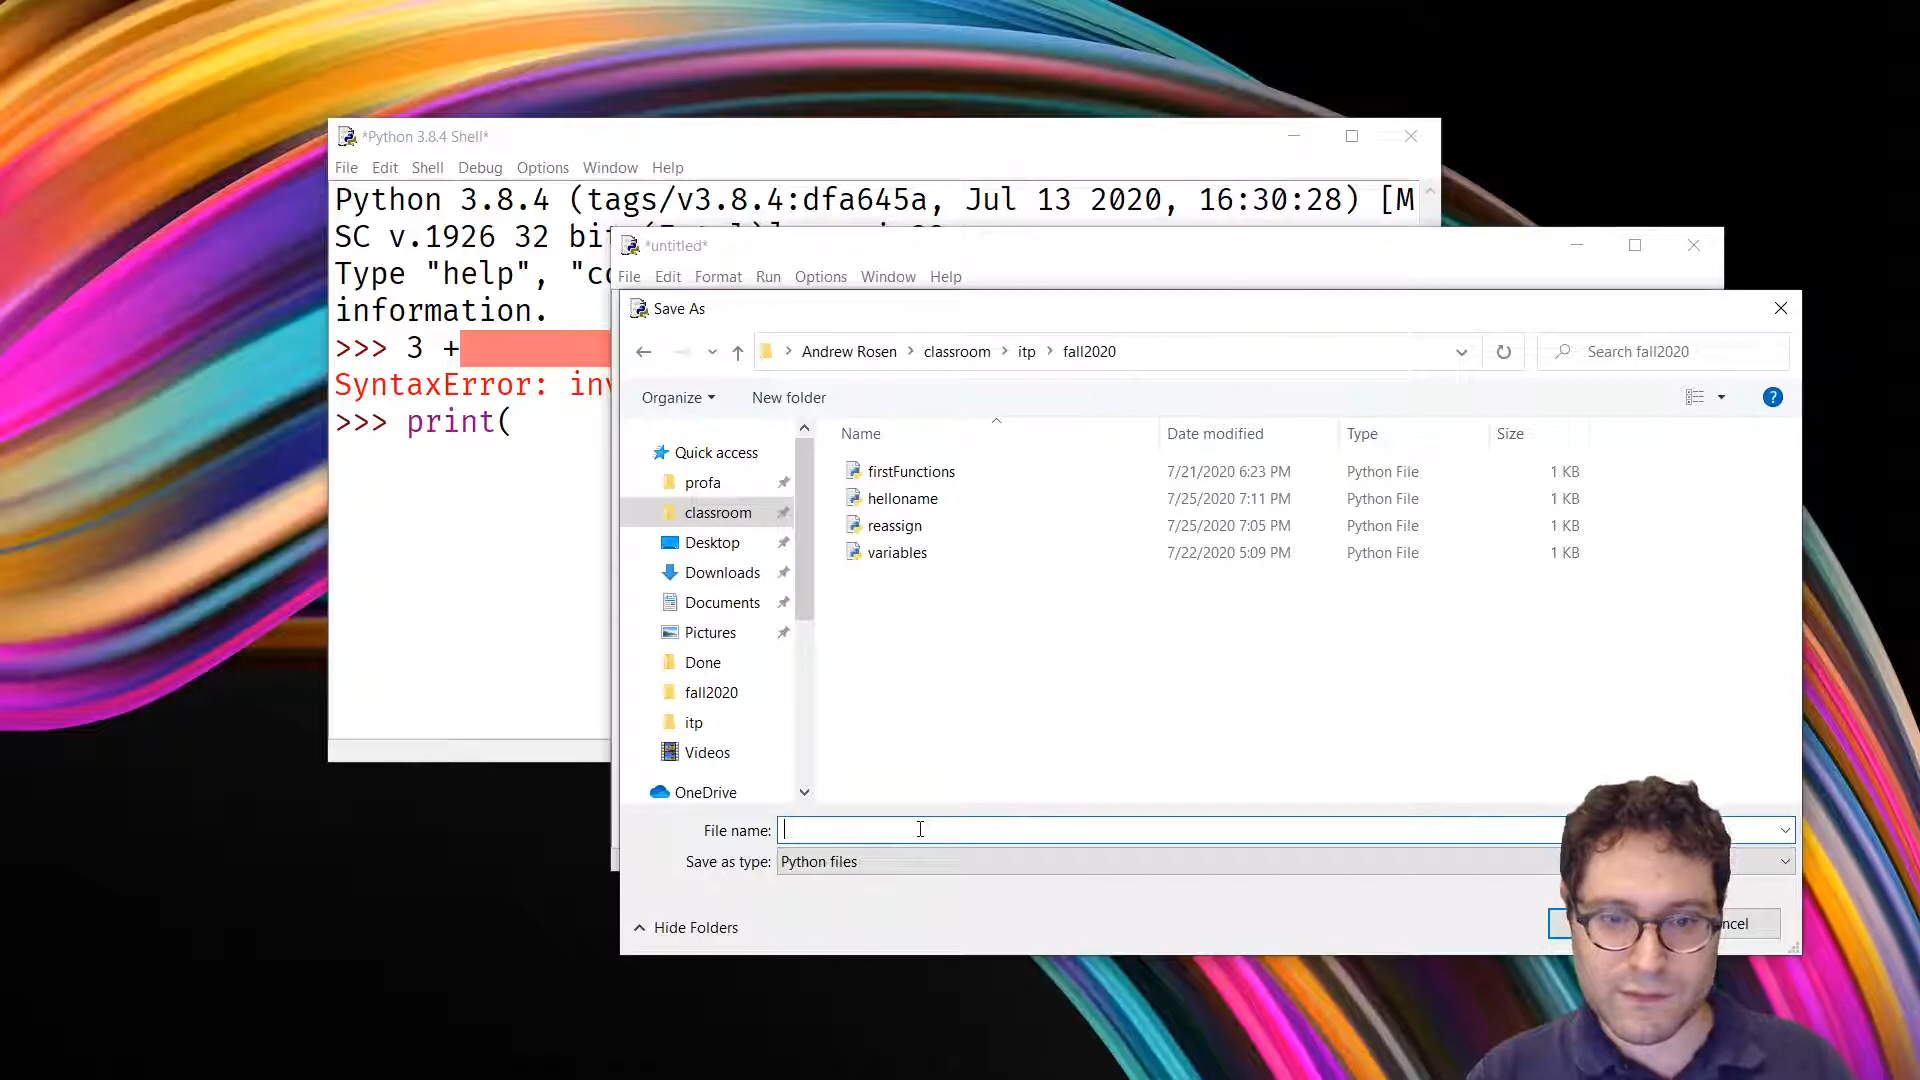 *Python 3.8.4 Shell*
File Edit Shell Debug Options Window Help
Python 3.8.4 (tags/v3.8.4:dfa645a, Jul 13 2020, 16:30:28) [M
SC v.1926 32 bit
Type "help",
information.
>>> 3 +
SyntaxError:
>>> print(
*untitled*
File Edit Format Run Options Window Help
Save As
Andrew Rosen > classroom > itp > fall2020
Search fall2020
Organize
New folder
Quick access
profa
classroom
Desktop
Downloads
Documents
Pictures
Done
fall2020
itp
Videos
OneDrive
Name Date modified Type Size
firstFunctions 7/21/2020 6:23 PM Python File 1 KB
helloname 7/25/2020 7:11 PM Python File 1 KB
reassign 7/25/2020 7:05 PM Python File 1 KB
variables 7/22/2020 5:09 PM Python File 1 KB
File name:
Save as type: Python files
Hide Folders